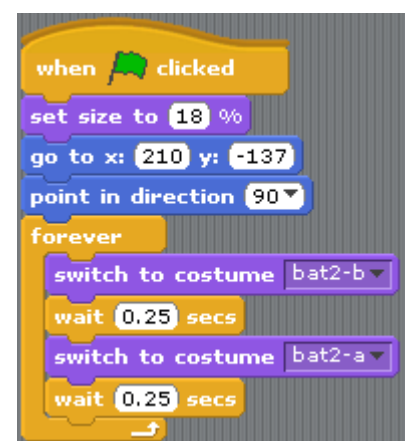 when clicked
set size to 18 %
go to x: 210 y: -137
point in direction 90
forever
switch to costume bat2-b
wait 0.25 secs
switch to costume bat2-a
wait 0.25 secs